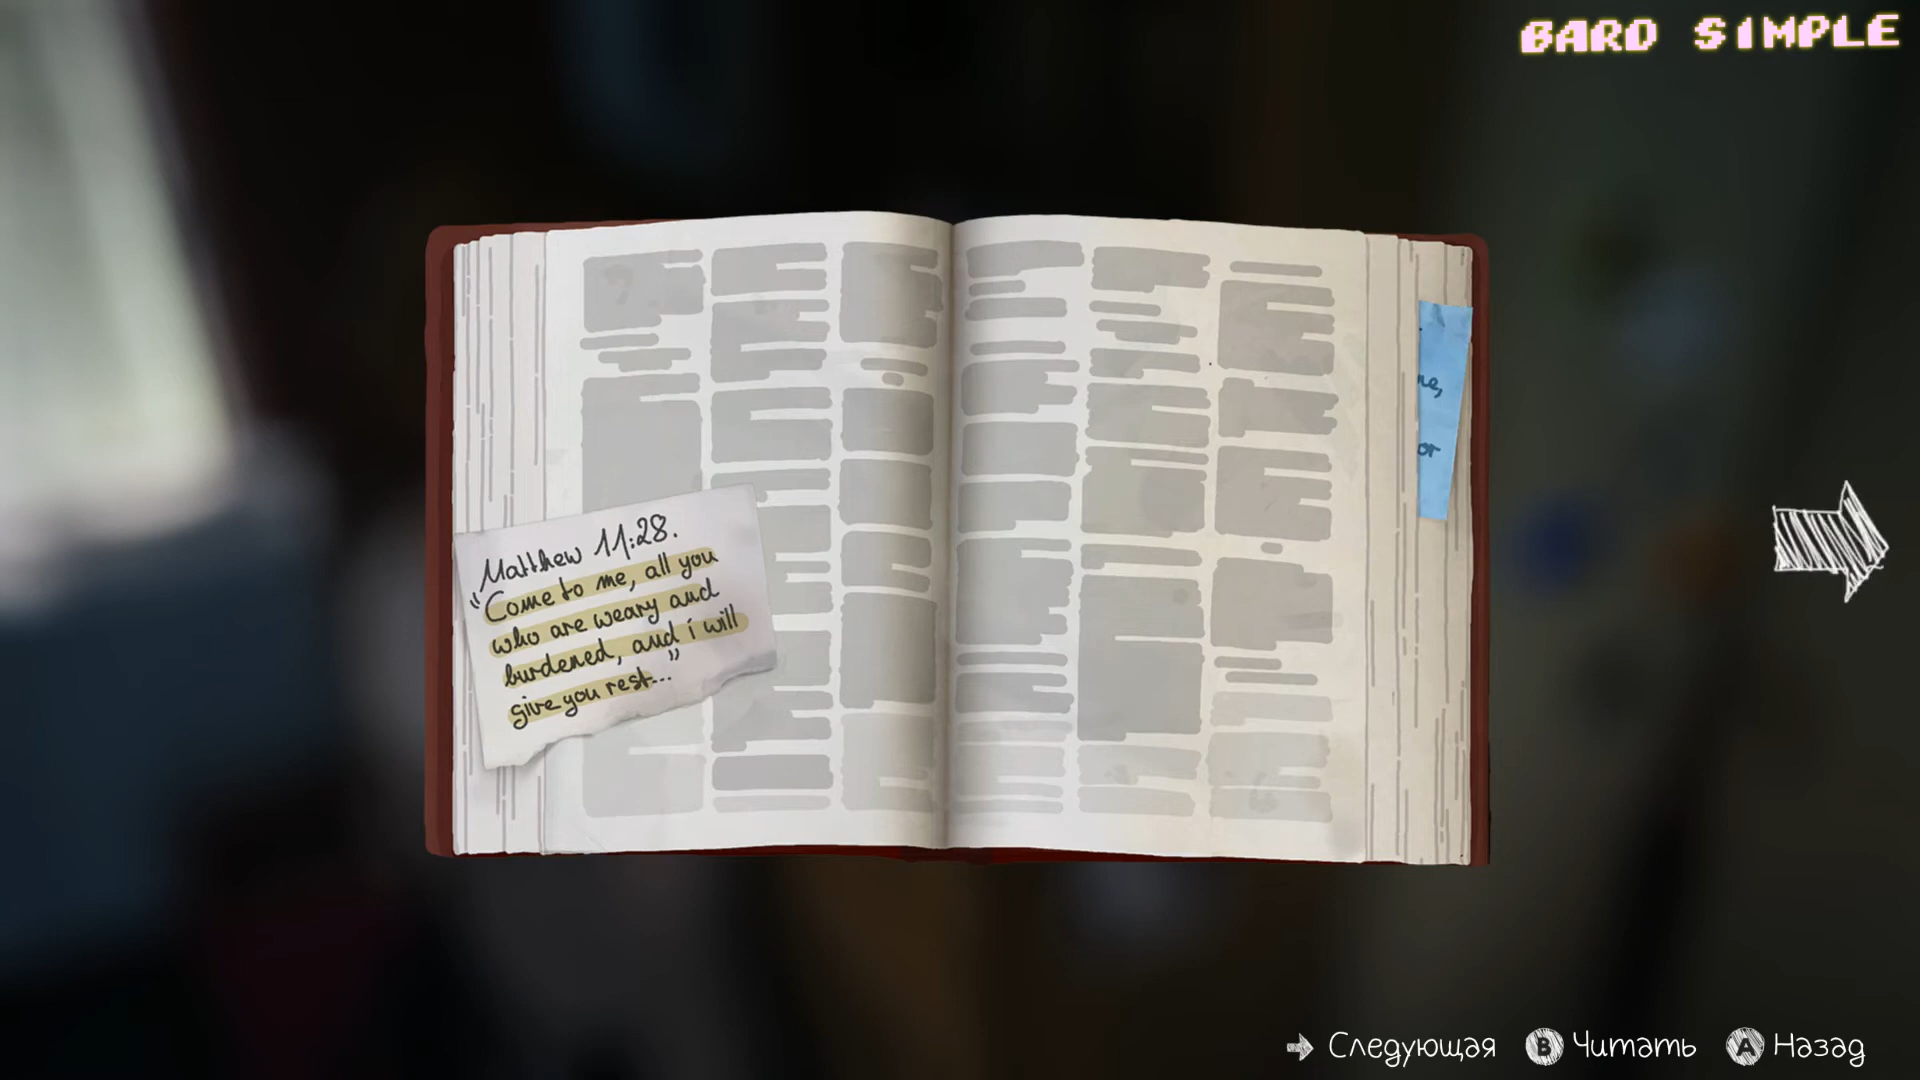 BARD SIMPLE
Matthew 11:28.
"Come to me, all you
who are weary and
burdened, and i will
give you rest..."
or
Следующая
B Читать
A Назад